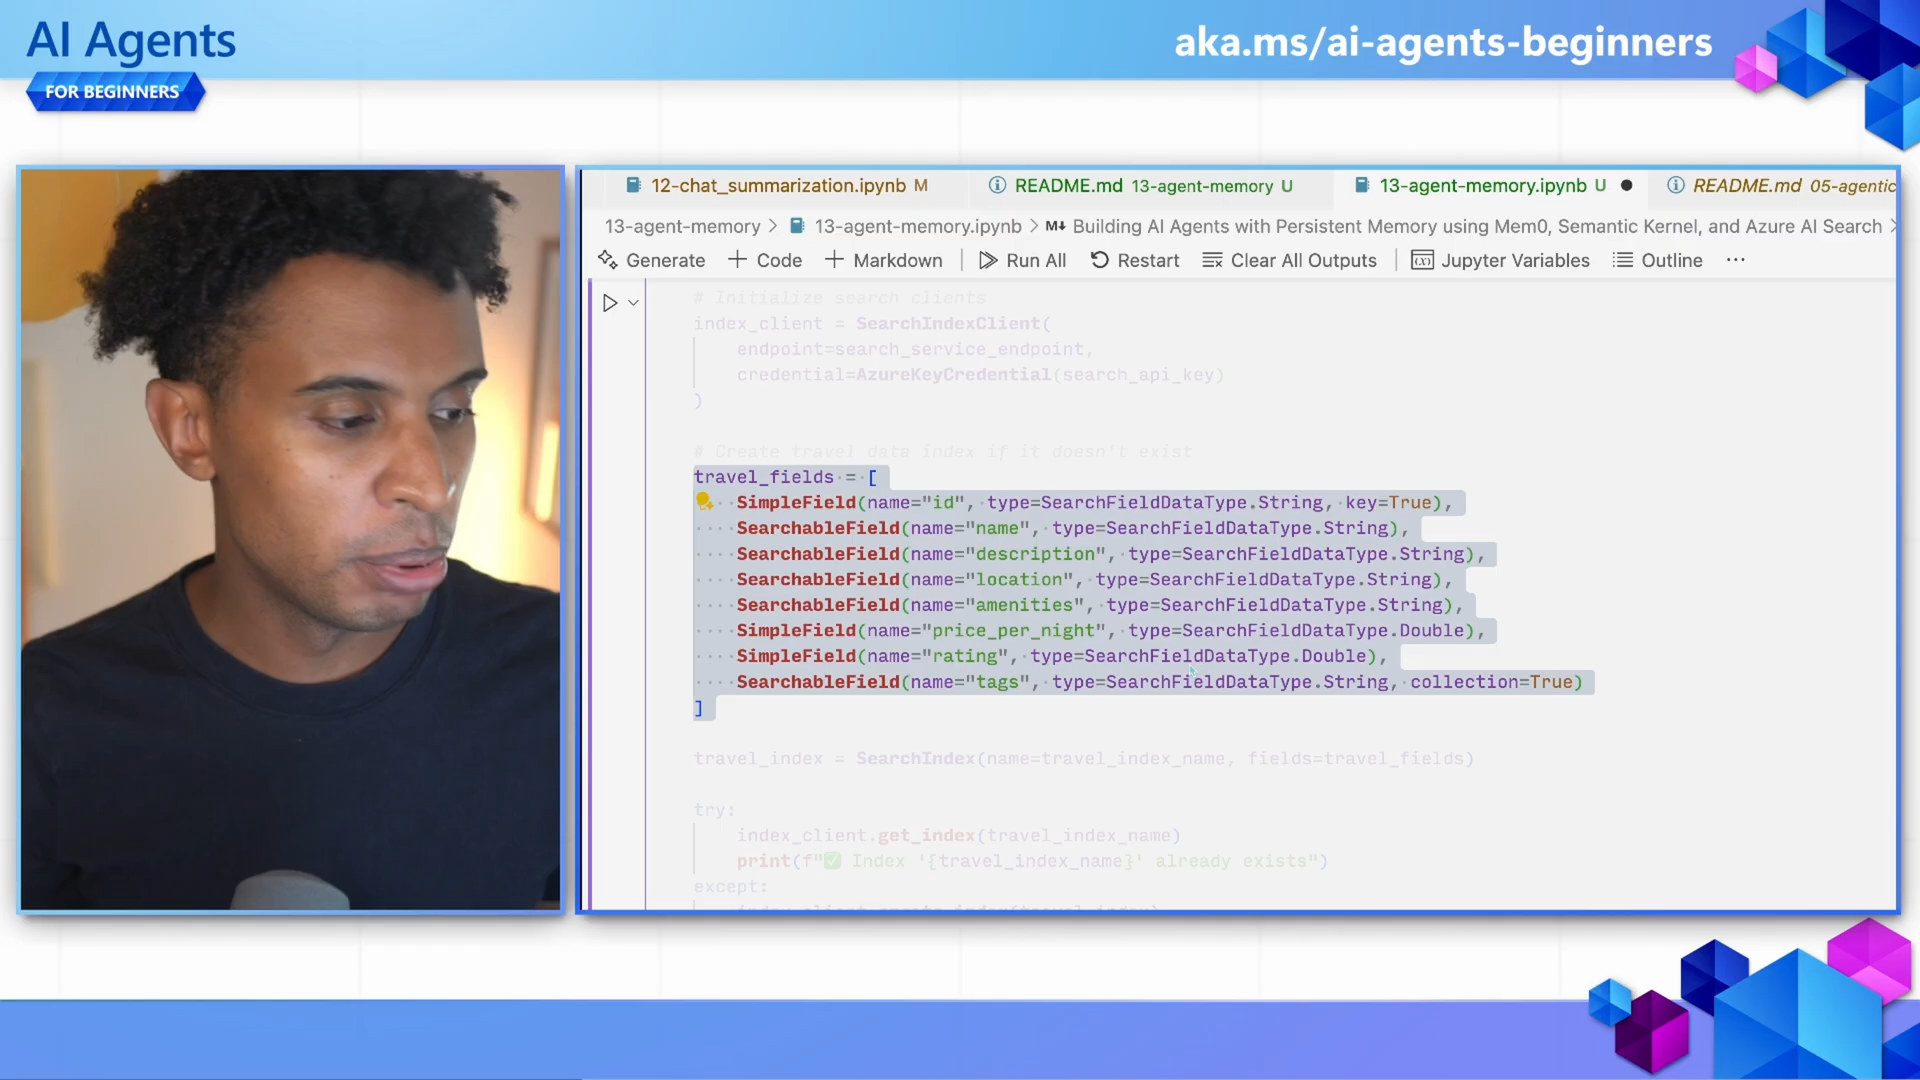 AI Agents
FOR BEGINNERS
aka.ms/ai-agents-beginners
12-chat_summarization.ipynb M
README.md 13-agent-memory U
13-agent-memory.ipynb U
README.md 05-agentic
13-agent-memory > 13-agent-memory.ipynb > M↓ Building AI Agents with Persistent Memory using Mem0, Semantic Kernel, and Azure AI Search >
Generate + Code + Markdown | Run All Restart Clear All Outputs | Jupyter Variables Outline ...
# Initialize search clients
index_client = SearchIndexClient(
endpoint=search_service_endpoint,
credential=AzureKeyCredential(search_api_key)
)
# Create travel data index if it doesn't exist
travel_fields = [
SimpleField(name="id", type=SearchFieldDataType.String, key=True),
SearchableField(name="name", type=SearchFieldDataType.String),
SearchableField(name="description", type=SearchFieldDataType.String),
SearchableField(name="location", type=SearchFieldDataType.String),
SearchableField(name="amenities", type=SearchFieldDataType.String),
SimpleField(name="price_per_night", type=SearchFieldDataType.Double),
SimpleField(name="rating", type=SearchFieldDataType.Double),
SearchableField(name="tags", type=SearchFieldDataType.String, collection=True)
]
travel_index = SearchIndex(name=travel_index_name, fields=travel_fields)
try:
index_client.get_index(travel_index_name)
print(f"✅ Index '{travel_index_name}' already exists")
except: